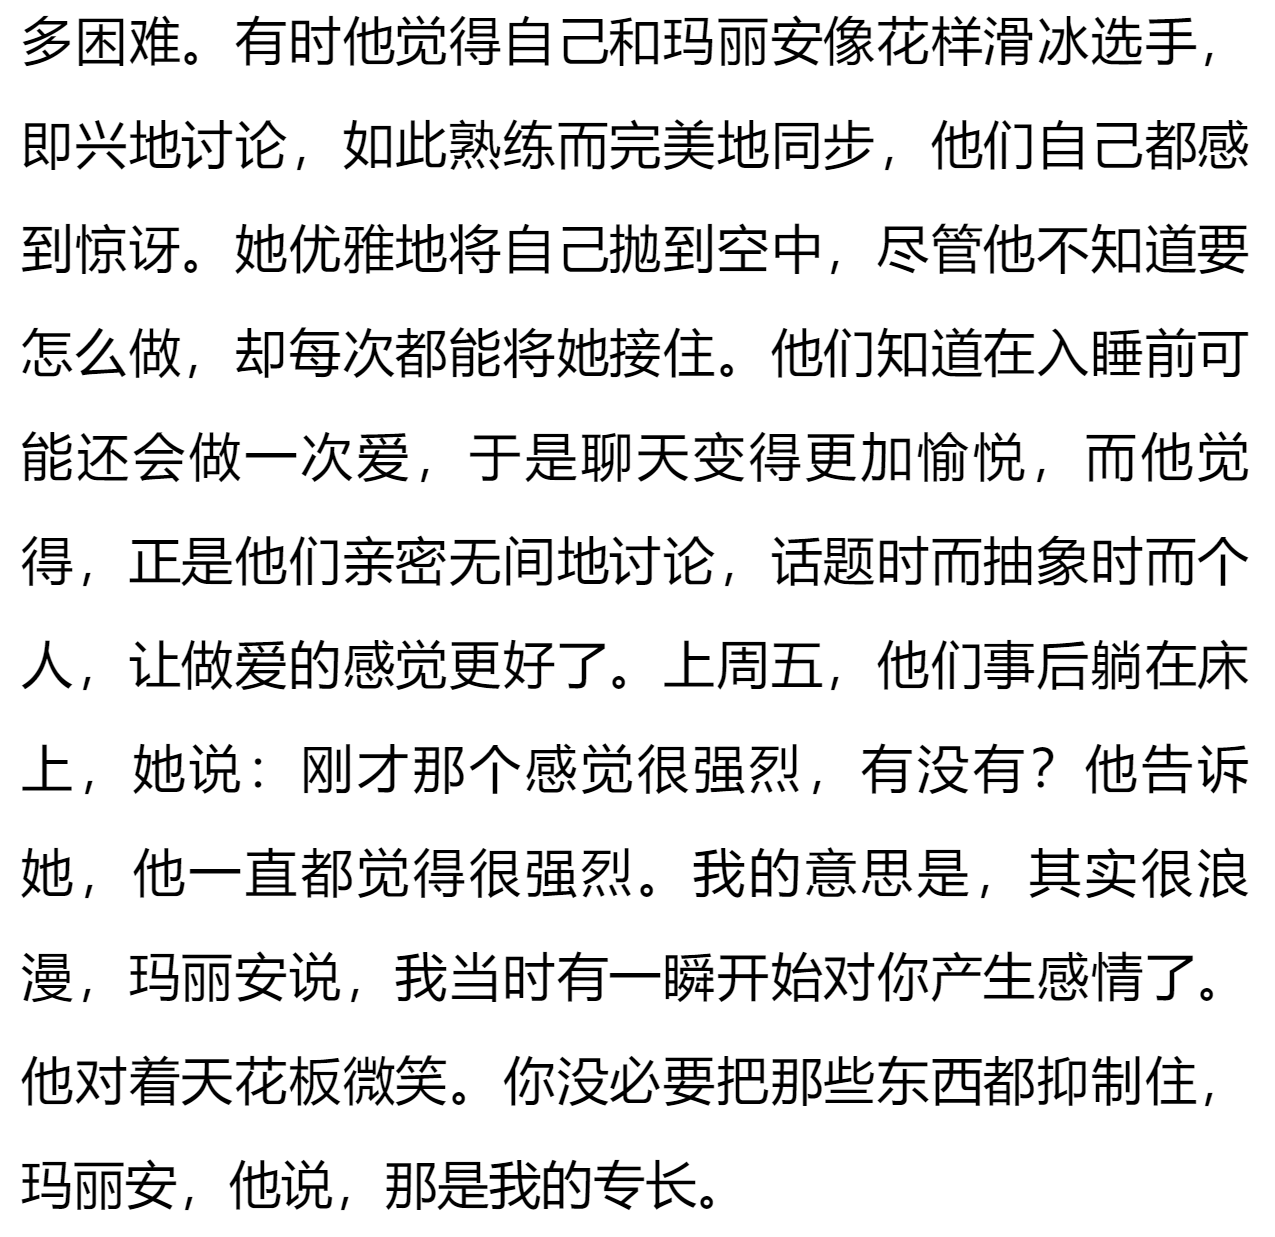 多困难。有时他觉得自己和玛丽安像花样滑冰选手，
即兴地讨论，如此熟练而完美地同步，他们自己都感
到惊讶。她优雅地将自己抛到空中，尽管他不知道要
怎么做，却每次都能将她接住。他们知道在入睡前可
能还会做一次爱，于是聊天变得更加愉悦，而他觉
得，正是他们亲密无间地讨论，话题时而抽象时而个
人，让做爱的感觉更好了。上周五，他们事后躺在床
上，她说：刚才那个感觉很强烈，有没有？他告诉
她，他一直都觉得很强烈。我的意思是，其实很浪
漫，玛丽安说，我当时有一瞬开始对你产生感情了。
他对着天花板微笑。你没必要把那些东西都抑制住，
玛丽安，他说，那是我的专长。